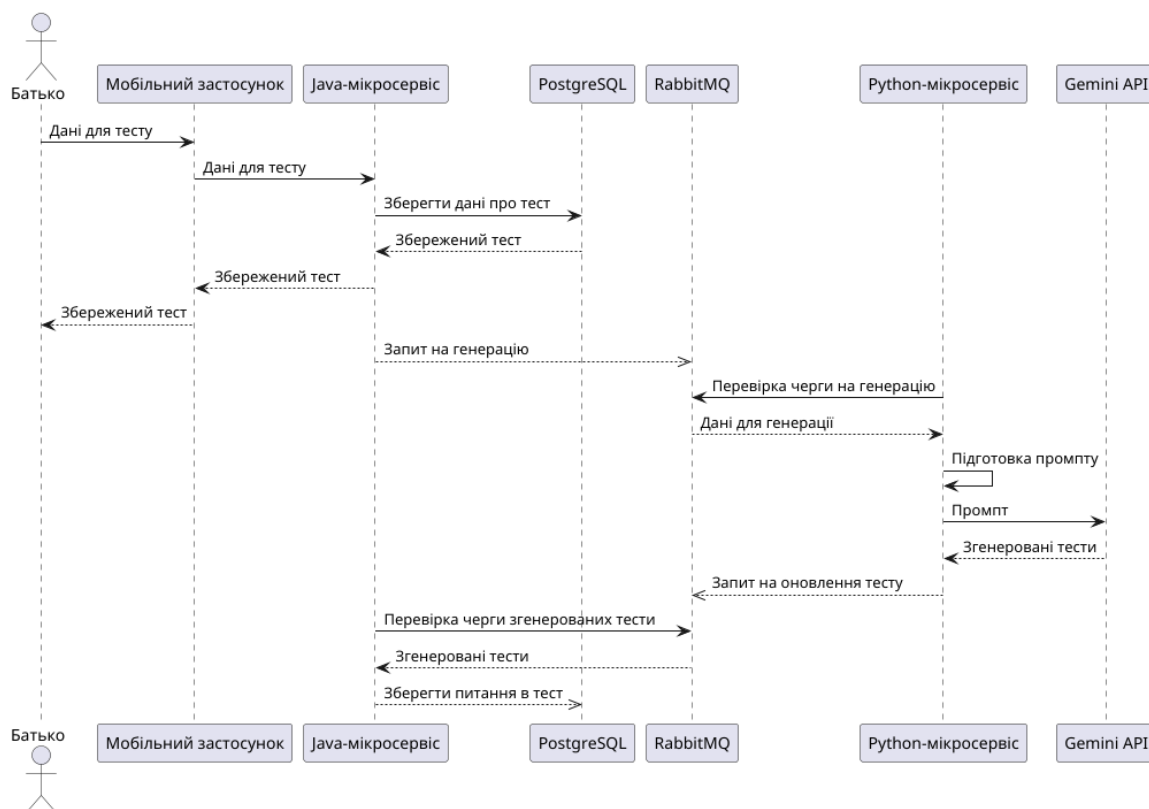 Батько
Мобільний застосунок
Java-мікросервіс
PostgreSQL
RabbitMQ
Python-мікросервіс
Gemini API
Дані для тесту
Дані для тесту
Зберегти дані про тест
Збережений тест
Збережений тест
Збережений тест
Запит на генерацію
Перевірка черги на генерацію
Дані для генерації
Підготовка промпту
Промпт
Згенеровані тести
Запит на оновлення тесту
Перевірка черги згенерованих тести
Згенеровані тести
Зберегти питання в тест
Батько
Мобільний застосунок
Java-мікросервіс
PostgreSQL
RabbitMQ
Python-мікросервіс
Gemini API